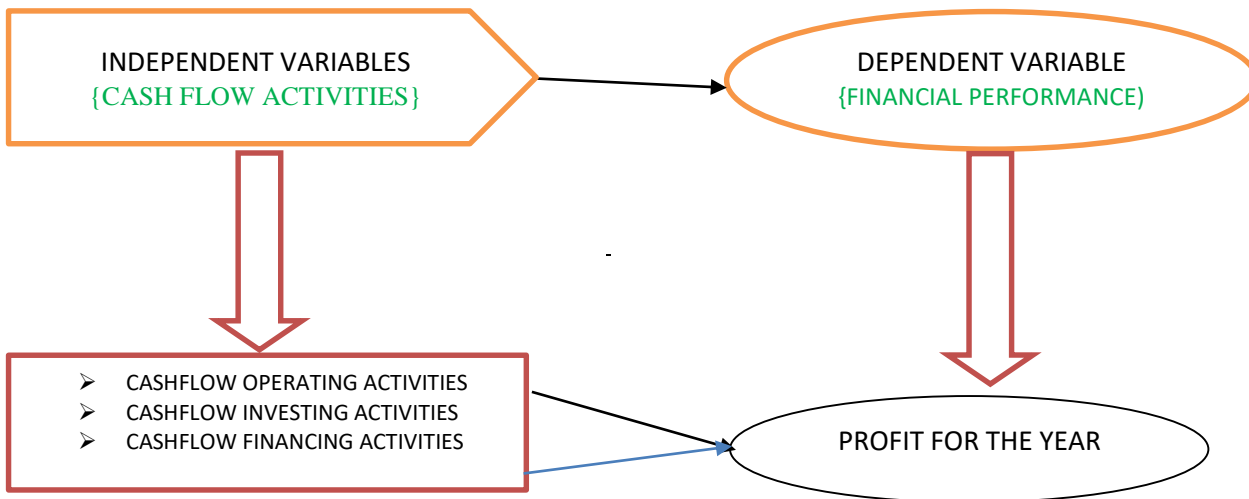 INDEPENDENT VARIABLES
{CASH FLOW ACTIVITIES}
DEPENDENT VARIABLE
{FINANCIAL PERFORMANCE)
-
➢ CASHFLOW OPERATING ACTIVITIES
➢ CASHFLOW INVESTING ACTIVITIES
➢ CASHFLOW FINANCING ACTIVITIES
PROFIT FOR THE YEAR